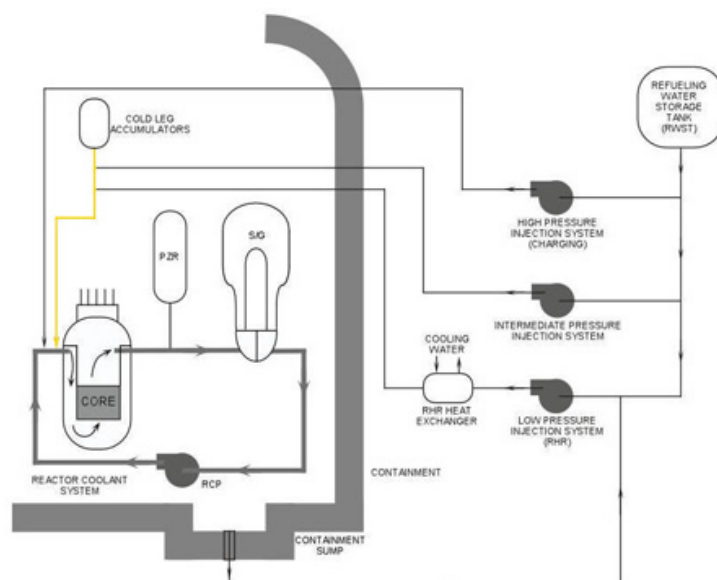 COLD LEG
ACCUMULATORS
REFUELING
WATER
STORAGE
TANK
(RWST)
HIGH PRESSURE
INJECTION SYSTEM
(CHARGING)
PZR
S/G
INTERMEDIATE PRESSURE
INJECTION SYSTEM
COOLING
WATER
RHR HEAT
EXCHANGER
LOW PRESSURE
INJECTION SYSTEM
(RHR)
CORE
REACTOR COOLANT
SYSTEM
RCP
CONTAINMENT
CONTAINMENT
SUMP